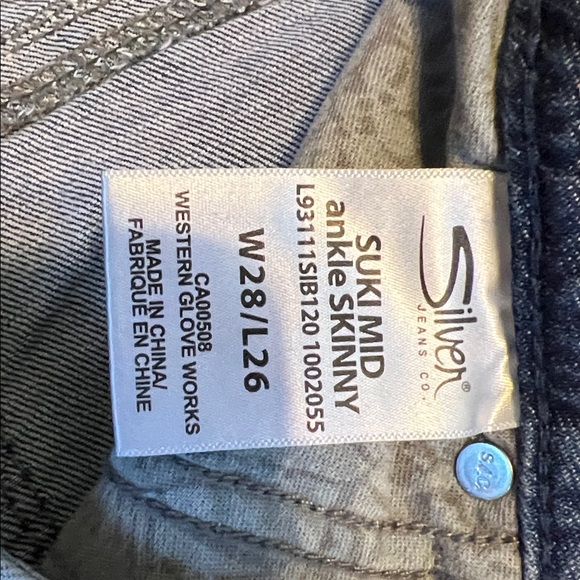 Silver®
JEANS CO.
SUKI MID
ankle SKINNY
L93111SIB120 1002055
W28/L26
CA00508
WESTERN GLOVE WORKS
MADE IN CHINA/
FABRIQUE EN CHINE